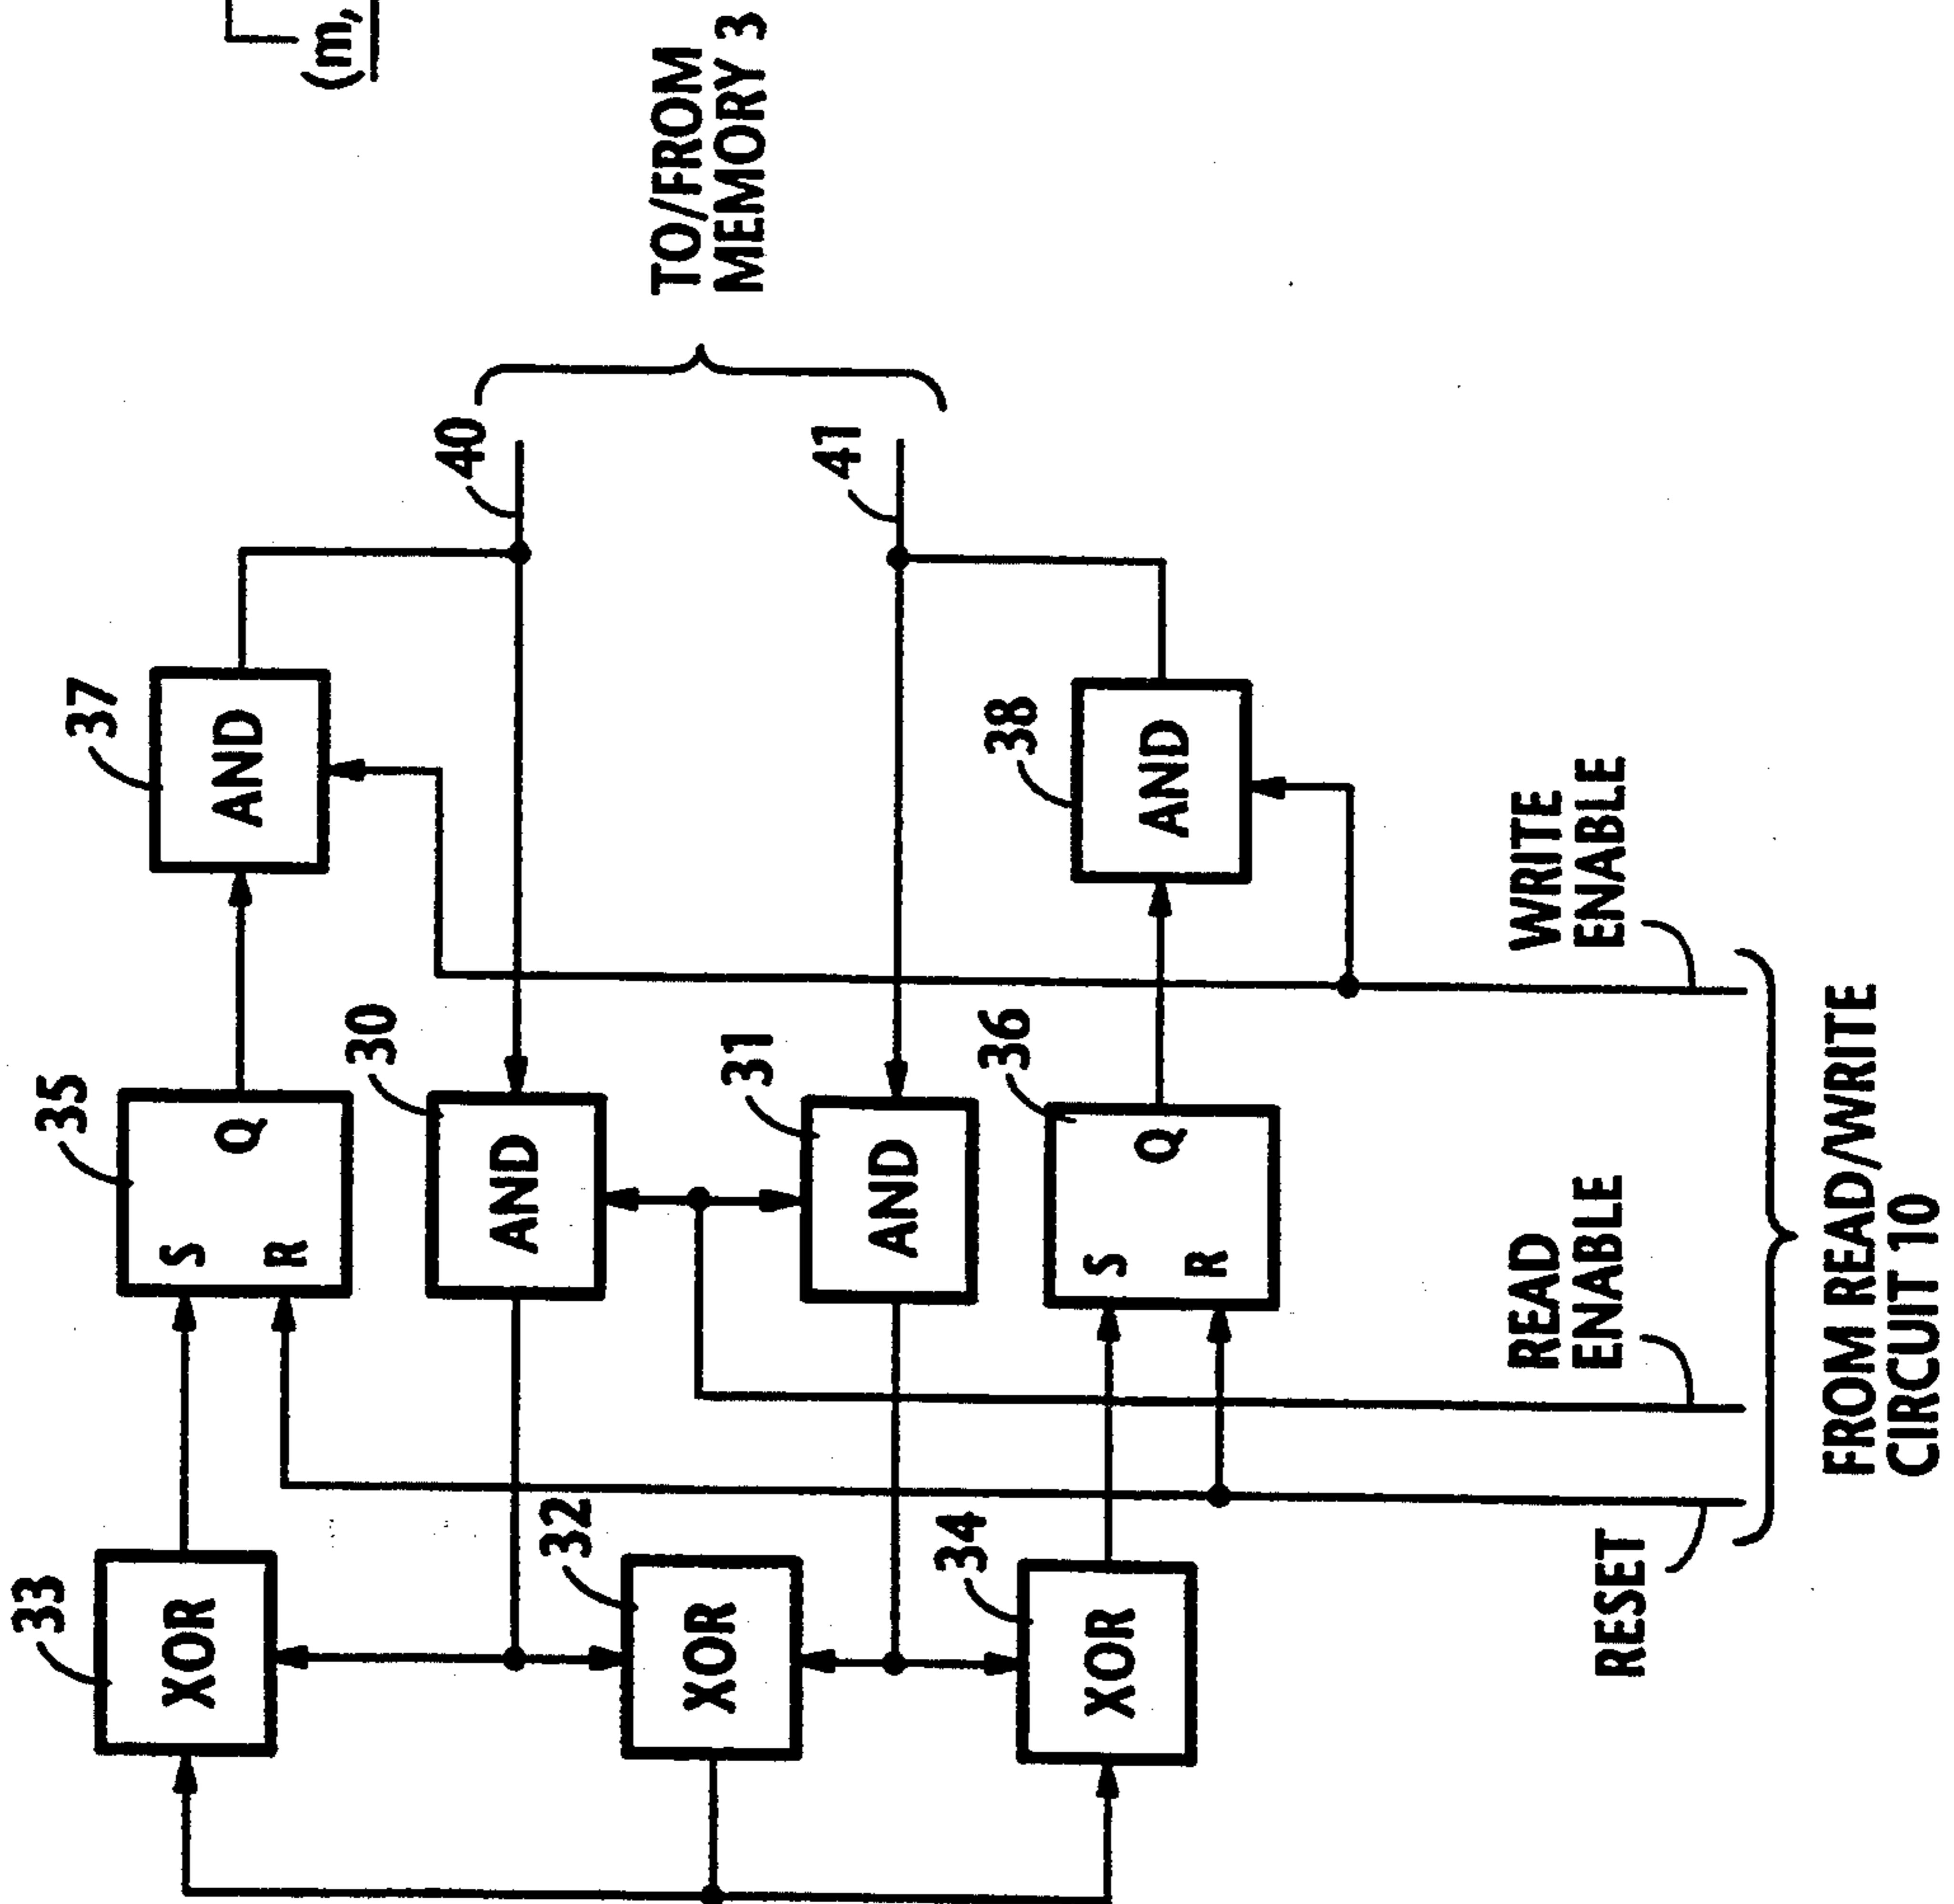 (m,
TO/FROM
MEMORY 3
40
41
37
AND
38
AND
WRITE
ENABLE
35
S
R
Q
30
AND
31
AND
36
S
R
Q
READ
ENABLE
FROM READ/WRITE
CIRCUIT 10
33
XOR
32
XOR
34
XOR
RESET